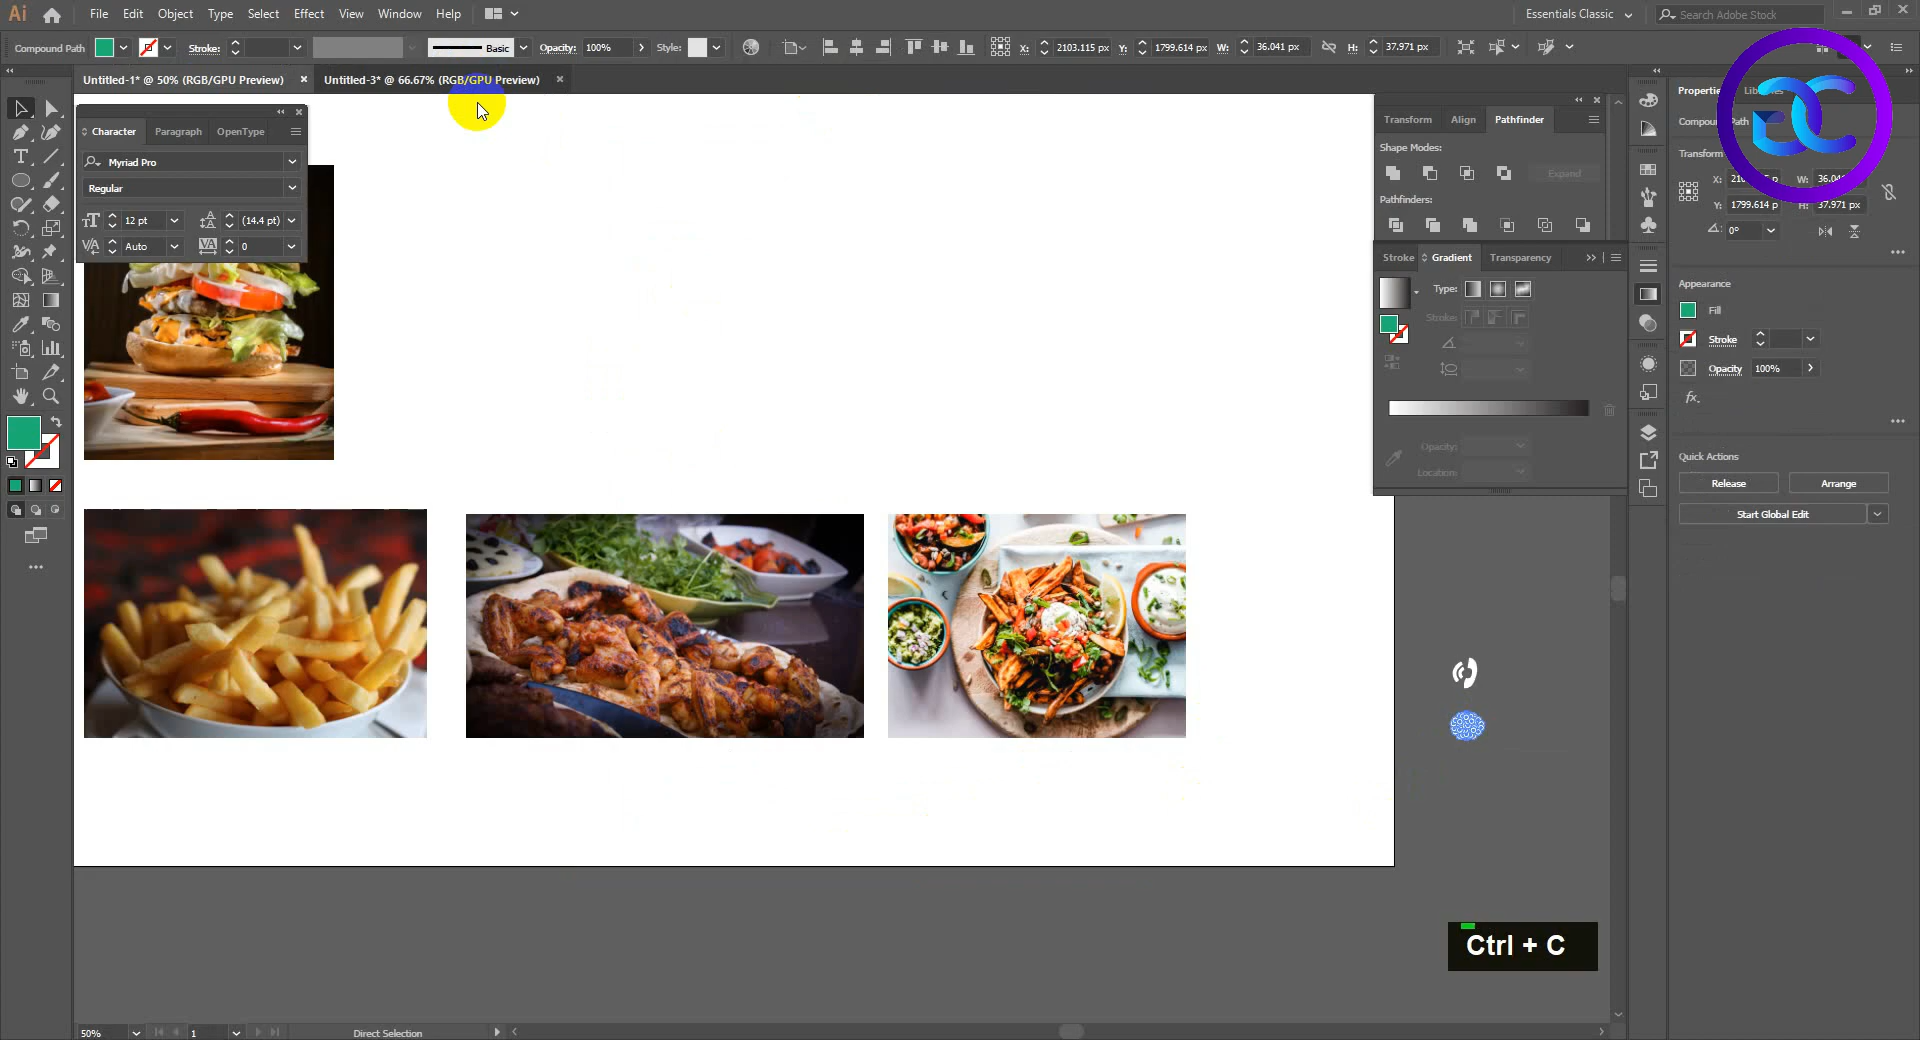 Ai File Edit Object Type Select Effect View Window Help Essentials Classic Search Adobe Stock
Compound Path Stroke: Basic Opacity: 100% Style: X: 2103.115 px Y: 1799.614 px W: 36.041 px H: 37.971 px
Untitled-1* @ 50% (RGB/GPU Preview) × Untitled-3* @ 66.67% (RGB/GPU Preview) ×
Character Paragraph OpenType
Myriad Pro
Regular
12 pt (14.4 pt)
Auto 0
Transform Align Pathfinder
Shape Modes:
Expand
Pathfinders:
Stroke Gradient Transparency
Type:
Stroke:
Opacity:
Location:
Properties
Compound Path
Transform
X: W:
Y: 1799.614 p H: 37.971 px
0°
Appearance
Fill
Stroke
Opacity 100%
fx.
Quick Actions
Release Arrange
Start Global Edit
Ctrl + C
50% 1 Direct Selection